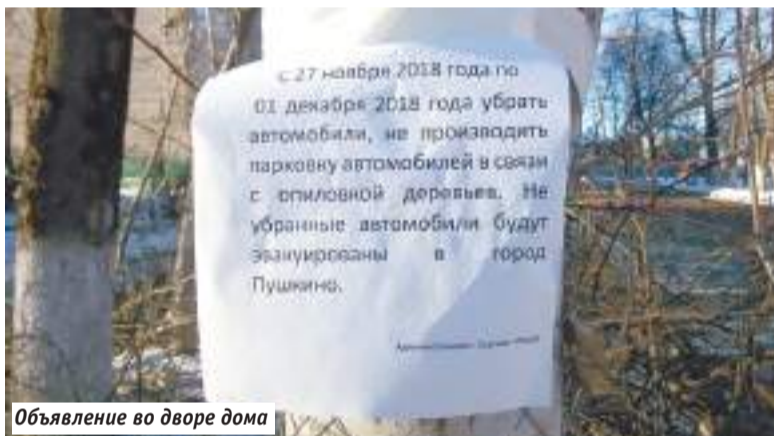 с 27 ноября 2018 года по
01 декабря 2018 года убрать
автомобили, не производить
парковку автомобилей в связи
с опиловкой деревьев. Не
убранные автомобили будут
эвакуированы в город
Пушкино.
Объявление во дворе дома